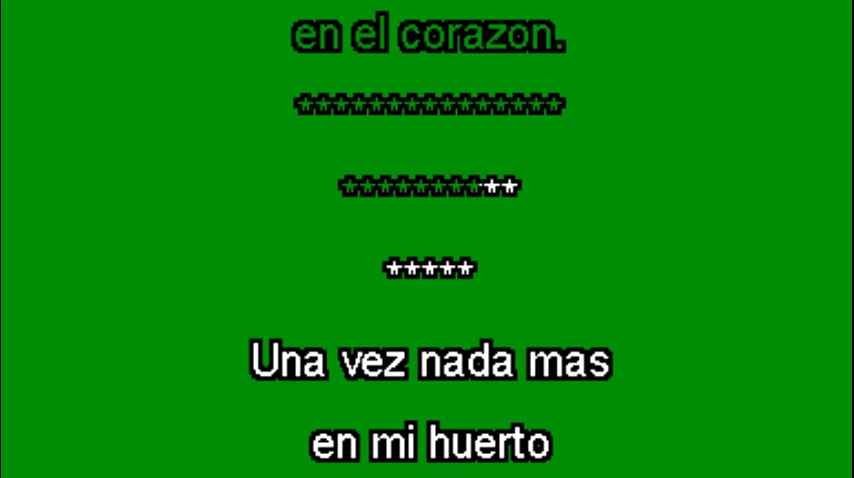 en el corazon.
***************
**********
*****
Una vez nada mas
en mi huerto